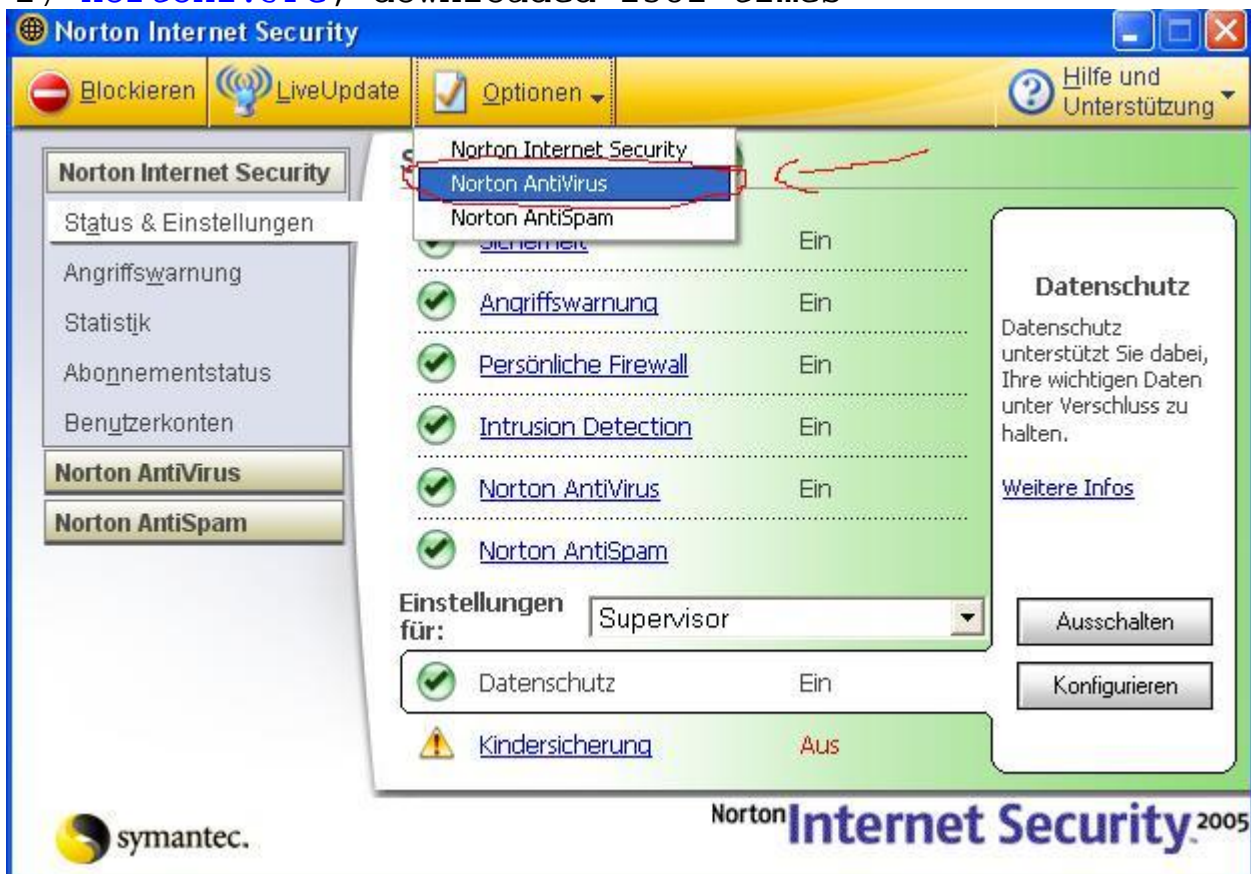 Norton Internet Security
Blockieren
LiveUpdate
Optionen
Hilfe und
Unterstützung
Norton Internet Security
Norton AntiVirus
Norton AntiSpam
Norton Internet Security
Status & Einstellungen
Angriffswarnung
Statistik
Abonnementstatus
Benutzerkonten
Norton AntiVirus
Norton AntiSpam
Sicherheit Ein
Angriffswarnung Ein
Persönliche Firewall Ein
Intrusion Detection Ein
Norton AntiVirus Ein
Norton AntiSpam
Einstellungen
für:
Supervisor
Datenschutz Ein
Kindersicherung Aus
Datenschutz
Datenschutz
unterstützt Sie dabei,
Ihre wichtigen Daten
unter Verschluss zu
halten.
Weitere Infos
Ausschalten
Konfigurieren
symantec.
Norton Internet Security 2005